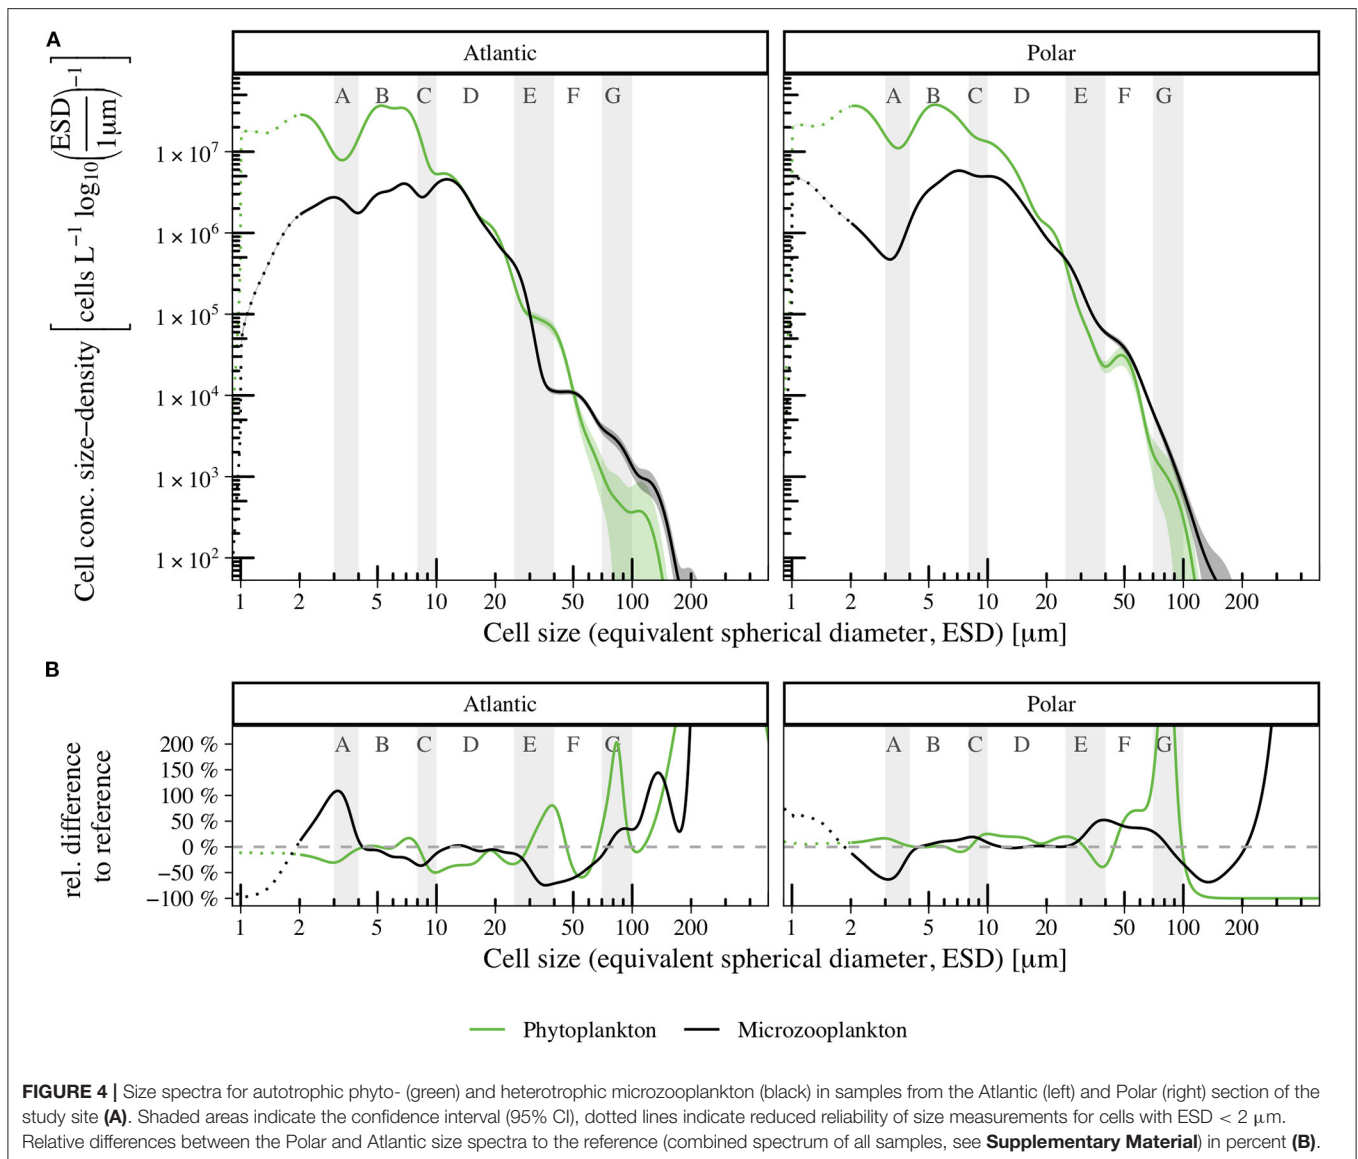 A
Atlantic
Polar
Cell conc. size–density [ cells L⁻¹ log₁₀(ESD/1μm)⁻¹ ]
A B C D E F G
A B C D E F G
1 × 10⁷
1 × 10⁶
1 × 10⁵
1 × 10⁴
1 × 10³
1 × 10²
1 2 5 10 20 50 100 200
1 2 5 10 20 50 100 200
Cell size (equivalent spherical diameter, ESD) [μm]
B
Atlantic
Polar
rel. difference
to reference
A B C D E F G
A B C D E F G
200 %
150 %
100 %
50 %
0 %
−50 %
−100 %
1 2 5 10 20 50 100 200
1 2 5 10 20 50 100 200
Cell size (equivalent spherical diameter, ESD) [μm]
Phytoplankton Microzooplankton
FIGURE 4 | Size spectra for autotrophic phyto- (green) and heterotrophic microzooplankton (black) in samples from the Atlantic (left) and Polar (right) section of the
study site (A). Shaded areas indicate the confidence interval (95% CI), dotted lines indicate reduced reliability of size measurements for cells with ESD < 2 μm.
Relative differences between the Polar and Atlantic size spectra to the reference (combined spectrum of all samples, see Supplementary Material) in percent (B).